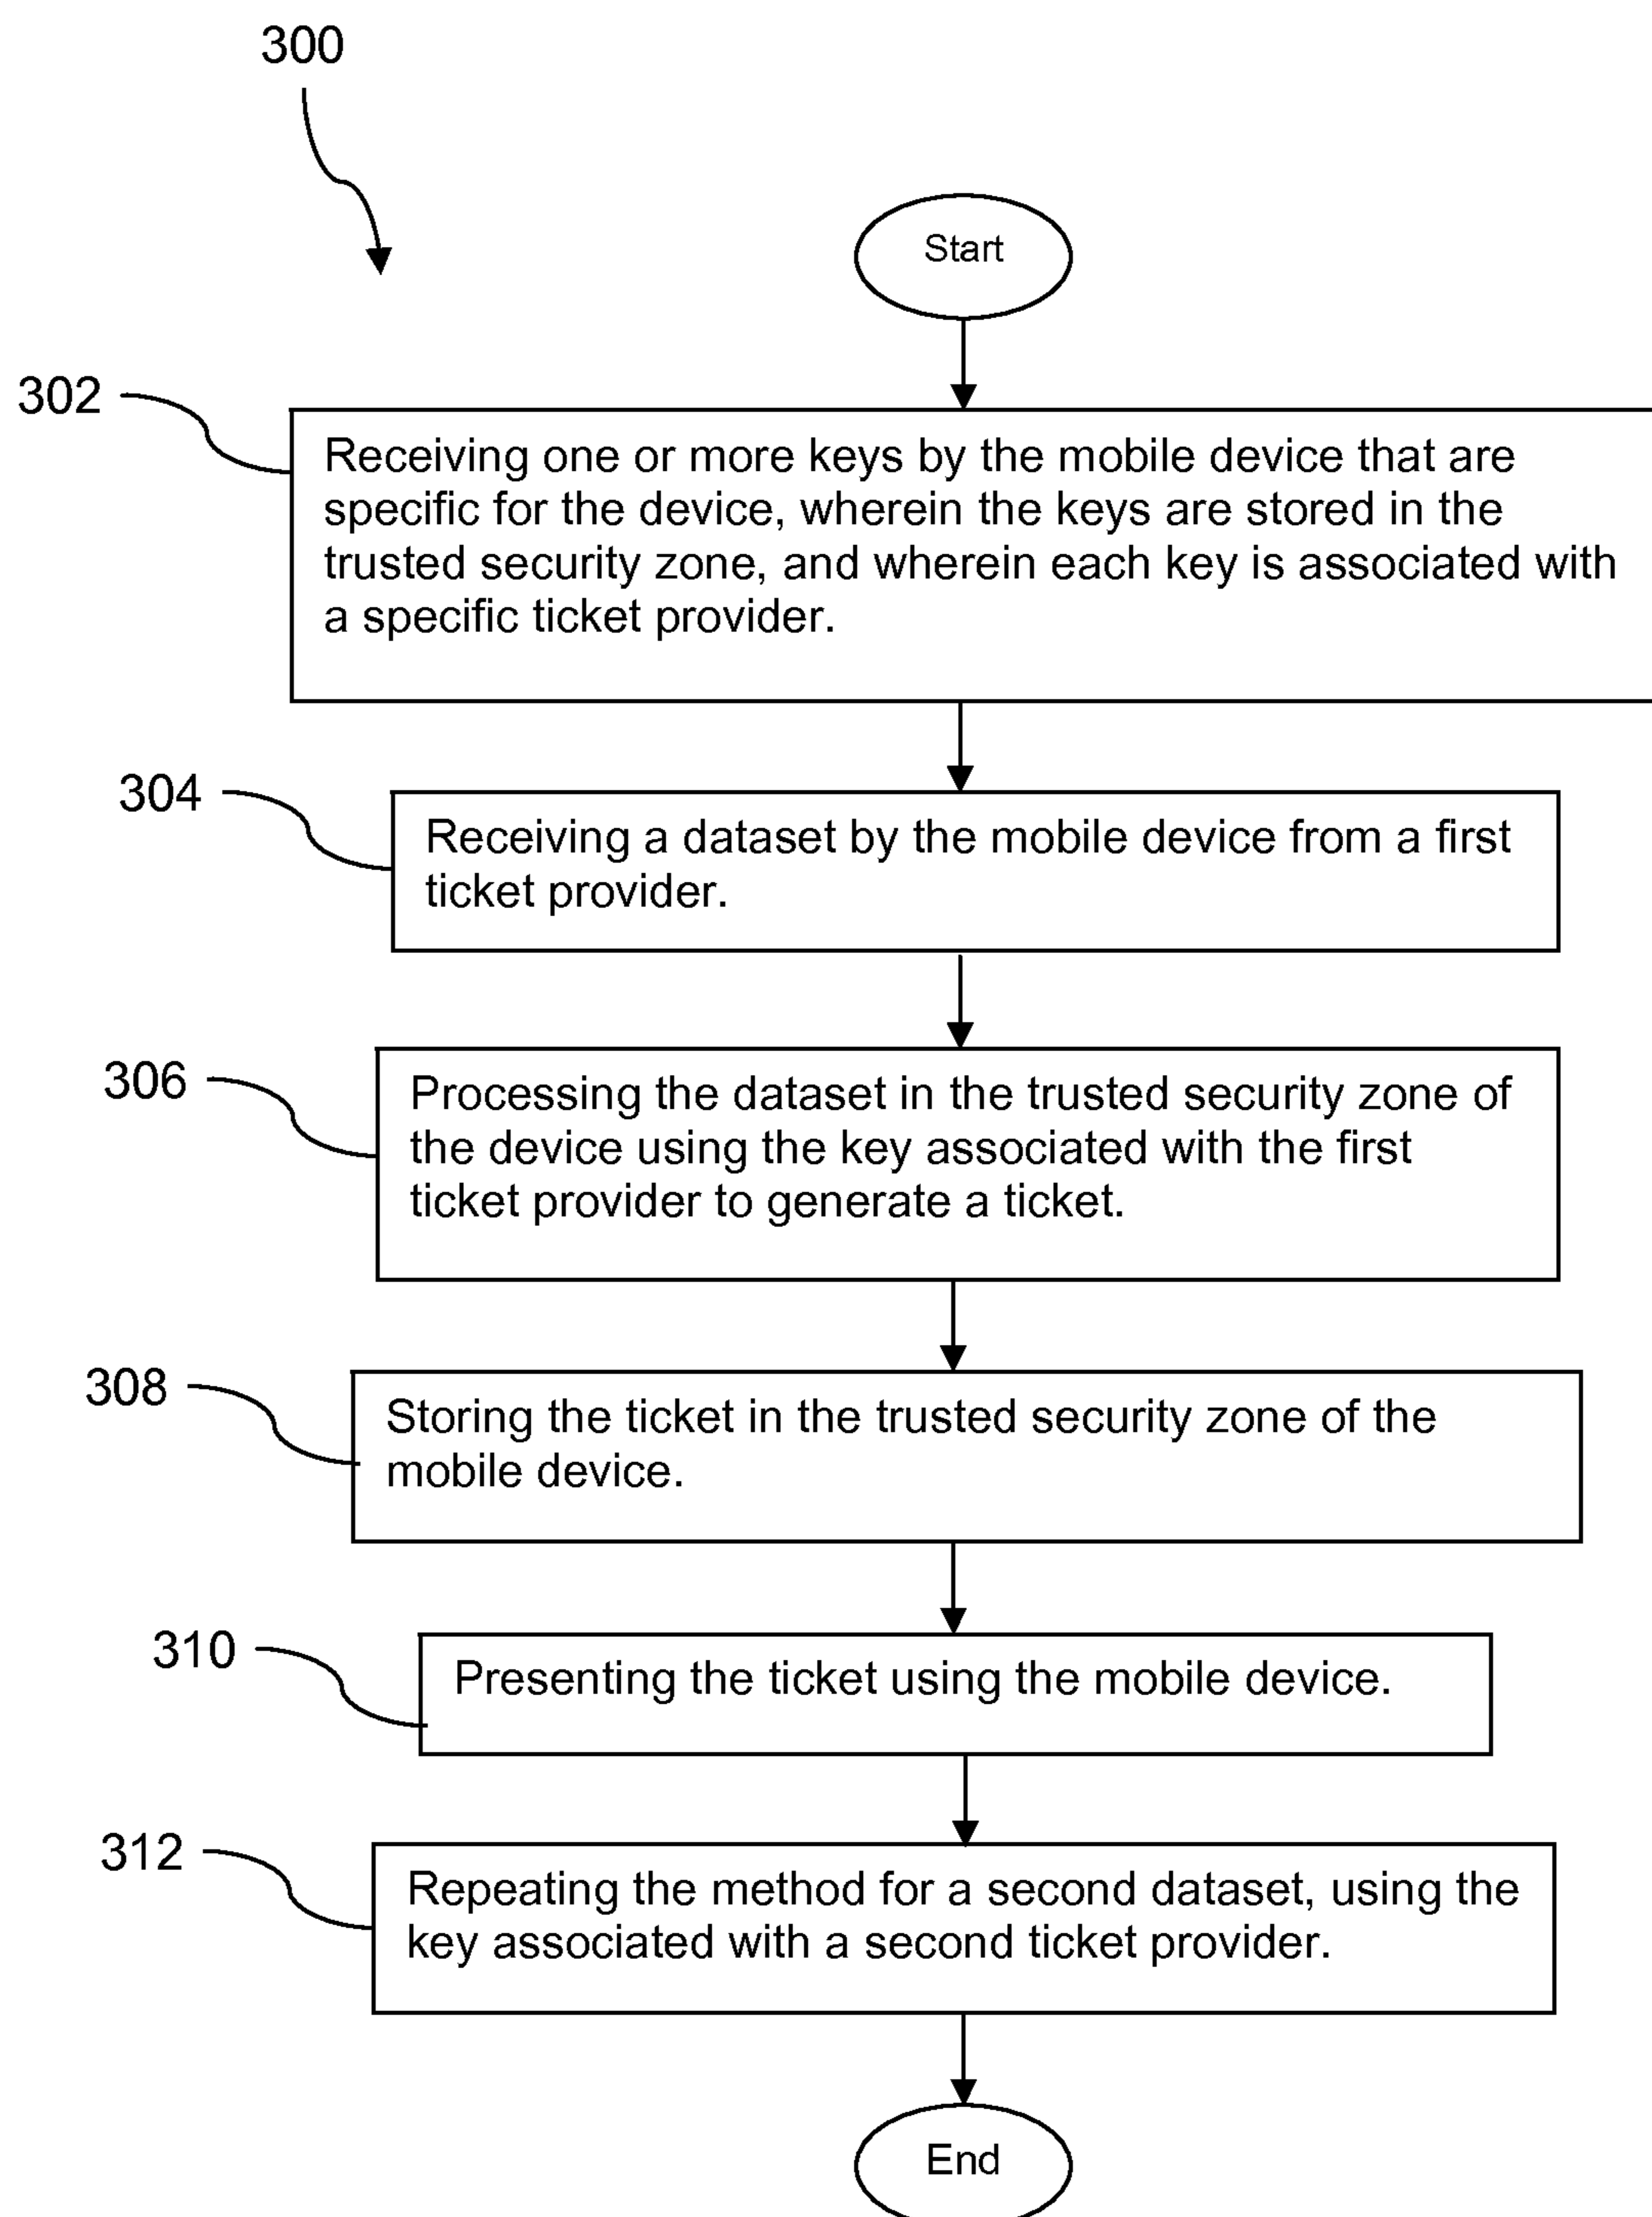 300
Start
302
Receiving one or more keys by the mobile device that are
specific for the device, wherein the keys are stored in the
trusted security zone, and wherein each key is associated with
a specific ticket provider.
304
Receiving a dataset by the mobile device from a first
ticket provider.
306
Processing the dataset in the trusted security zone of
the device using the key associated with the first
ticket provider to generate a ticket.
308
Storing the ticket in the trusted security zone of the
mobile device.
310
Presenting the ticket using the mobile device.
312
Repeating the method for a second dataset, using the
key associated with a second ticket provider.
End